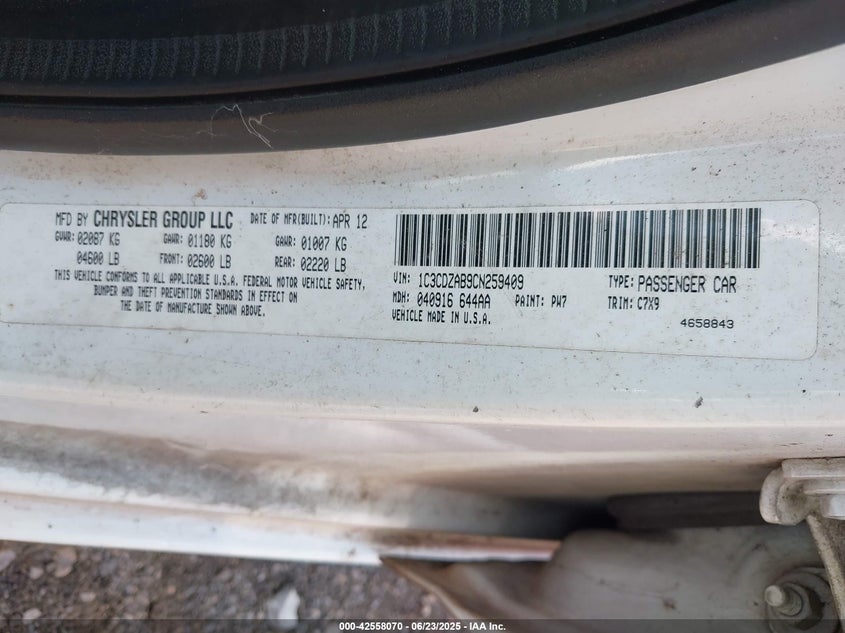 MFD BY CHRYSLER GROUP LLC DATE OF MFR(BUILT): APR 12
GVWR: 02087 KG GAWR: 01180 KG GAWR: 01007 KG
04600 LB FRONT: 02600 LB REAR: 02220 LB
THIS VEHICLE CONFORMS TO ALL APPLICABLE U.S.A. FEDERAL MOTOR VEHICLE SAFETY,
BUMPER AND THEFT PREVENTION STANDARDS IN EFFECT ON
THE DATE OF MANUFACTURE SHOWN ABOVE.
VIN: 1C3CDZAB9CN259409 TYPE: PASSENGER CAR
MDH: 040916 644AA PAINT: PW7 TRIM: C7X9
VEHICLE MADE IN U.S.A.
4658843
000-42558070 | 06/23/2025 - IAA Inc.